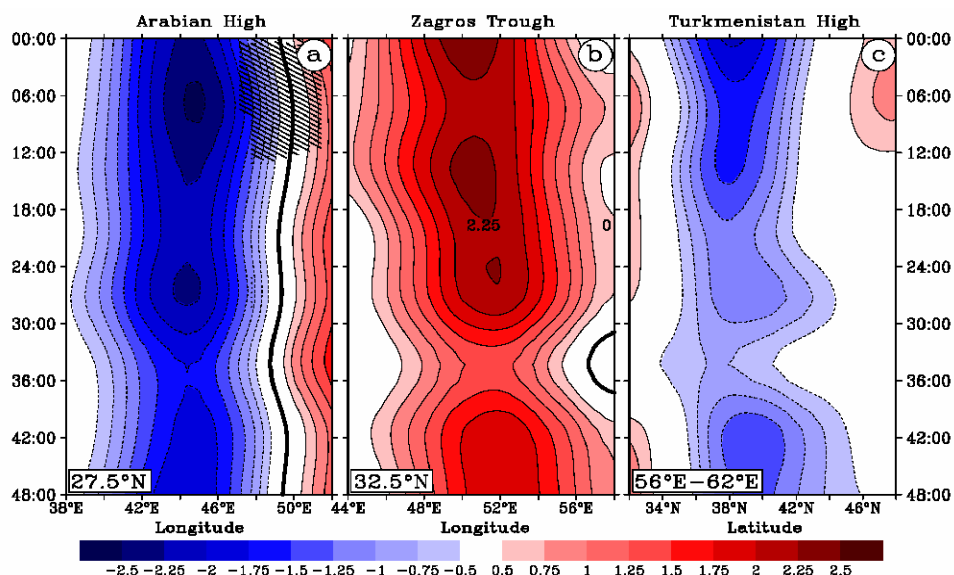 Arabian High Zagros Trough Turkmenistan High
00:00 a b c 00:00
06:00 06:00
12:00 12:00
18:00 2.25 0 18:00
24:00 24:00
30:00 30:00
36:00 36:00
42:00 42:00
48:00 27.5°N 32.5°N 56°E−62°E 48:00
38°E 42°E 46°E 50°E 44°E 48°E 52°E 56°E 34°N 38°N 42°N 46°N
Longitude Longitude Latitude
−2.5 −2.25 −2 −1.75 −1.5 −1.25 −1 −0.75 −0.5 0.5 0.75 1 1.25 1.5 1.75 2 2.25 2.5